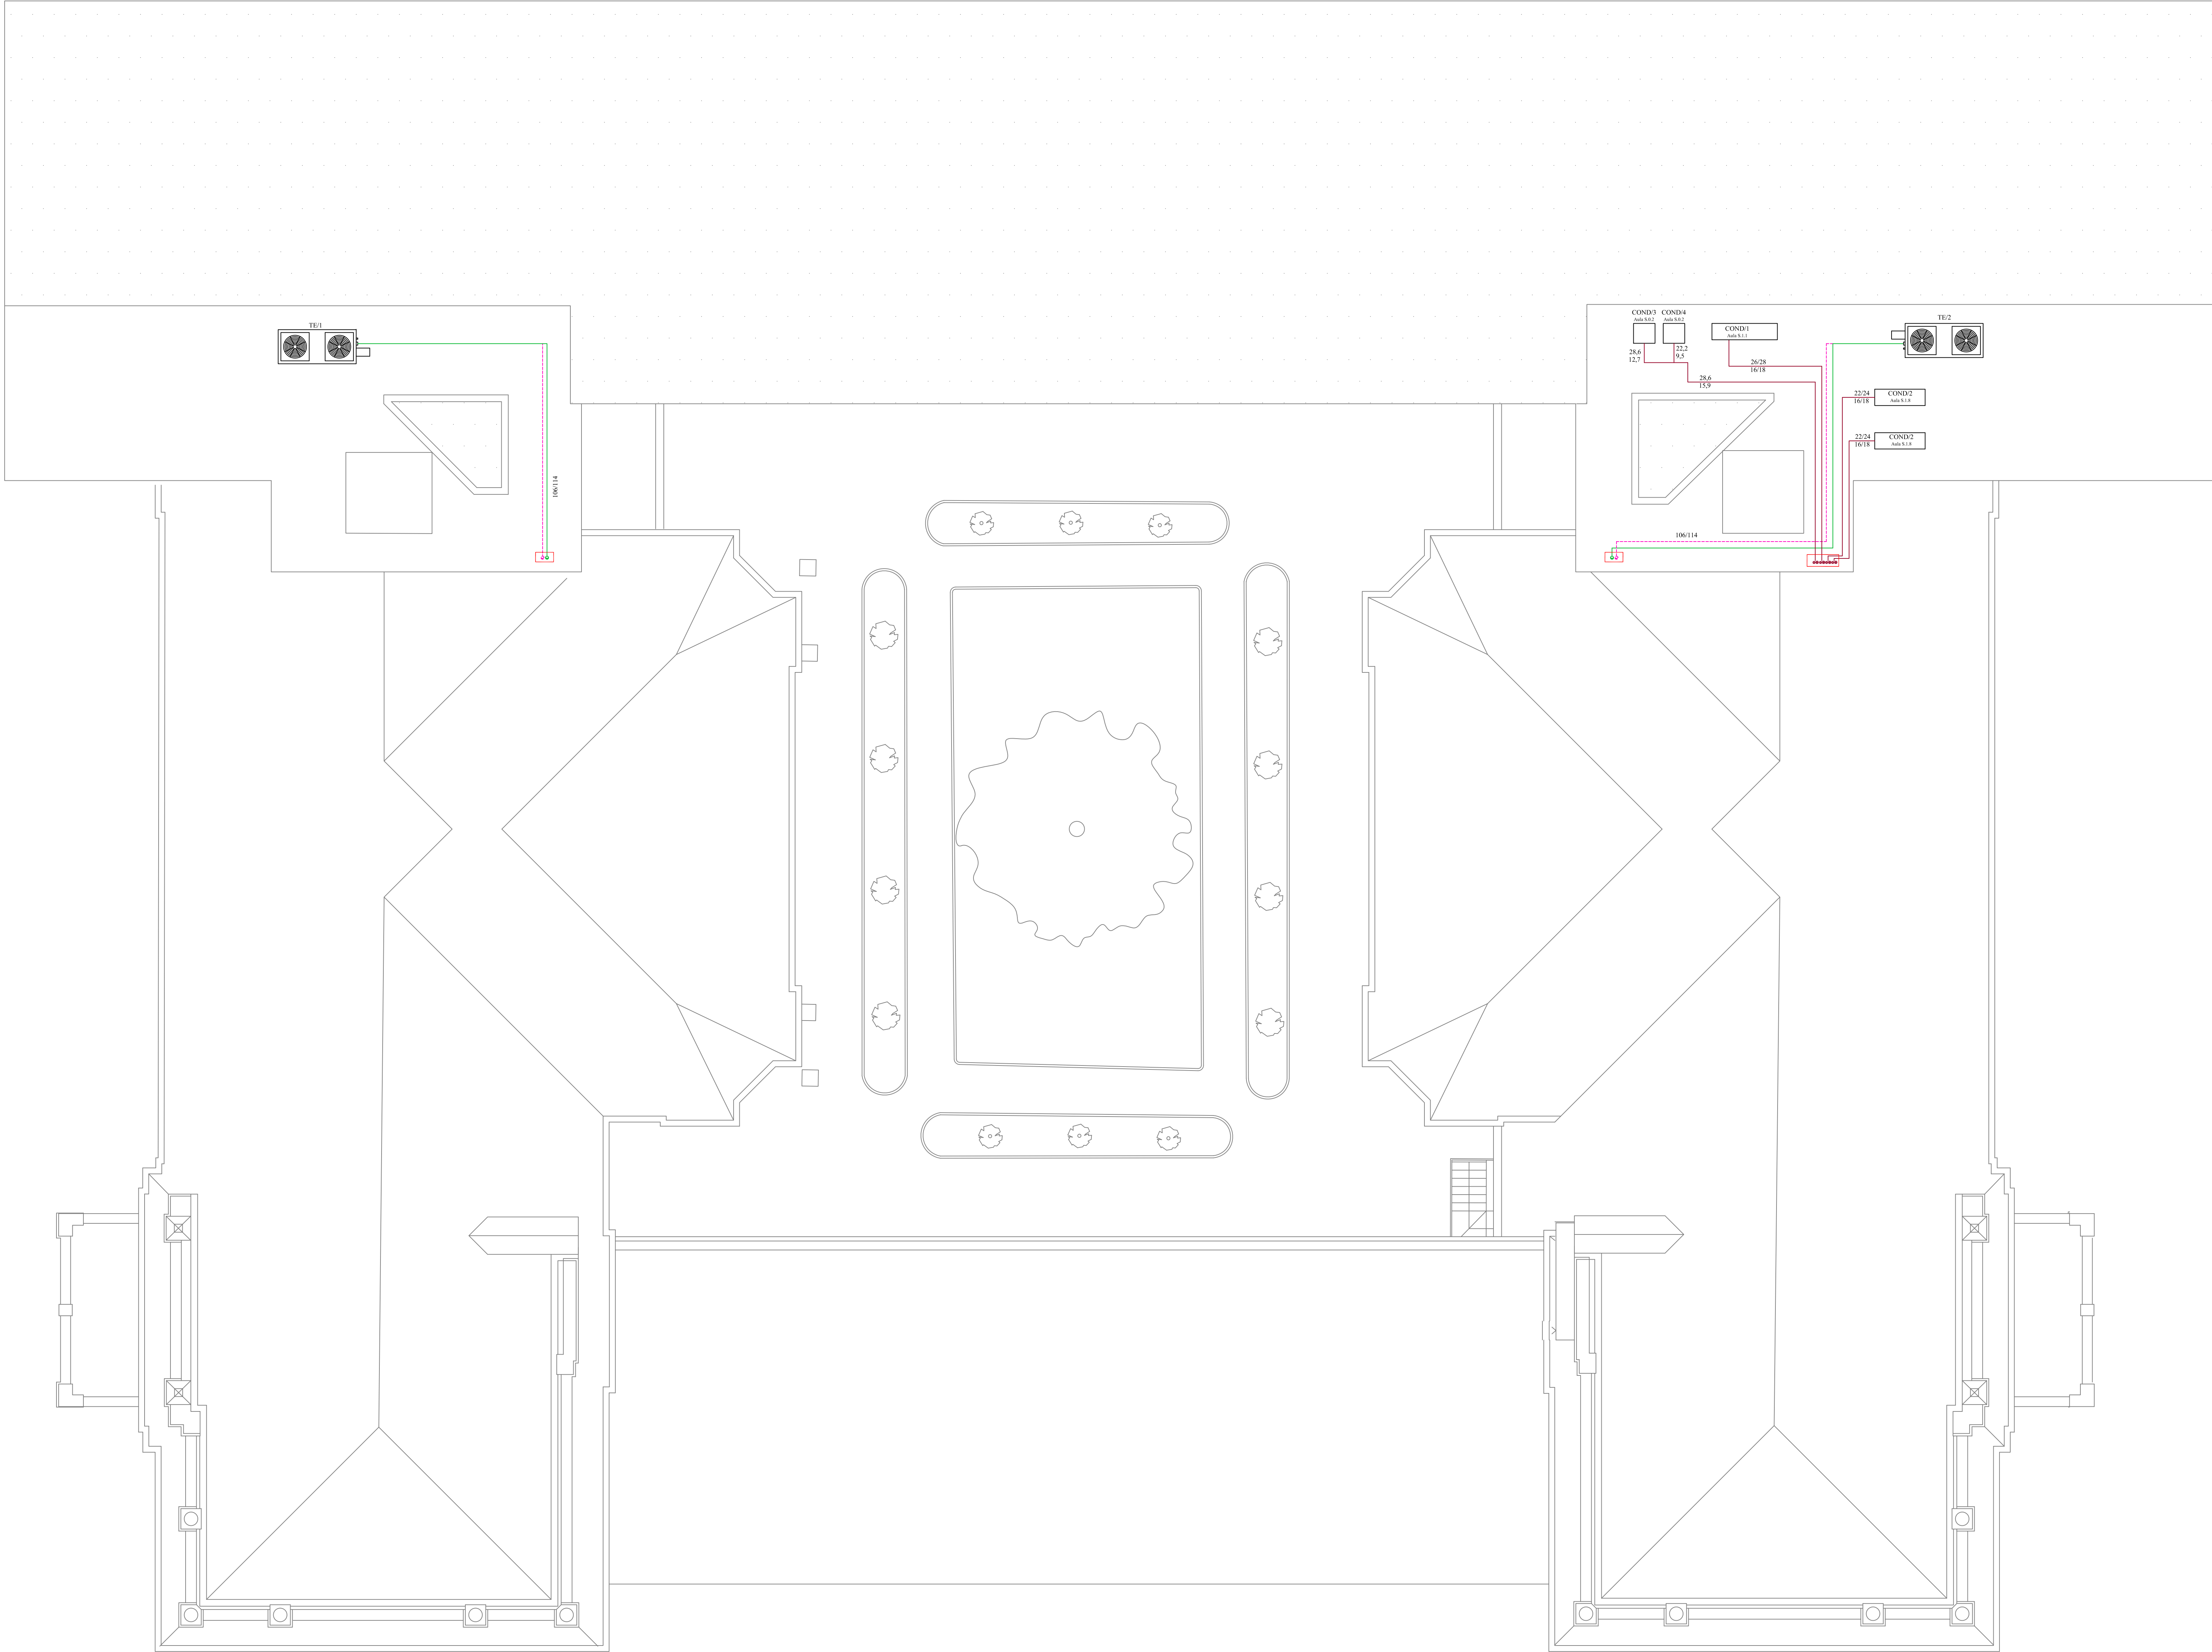 TE/1
106/114
COND/3
Aula S.0.2
COND/4
Aula S.0.2
COND/1
Aula S.1.1
TE/2
28,6
12,7
22,2
9,5
26/28
16/18
28,6
15,9
22/24
16/18
COND/2
Aula S.1.8
22/24
16/18
COND/2
Aula S.1.8
106/114